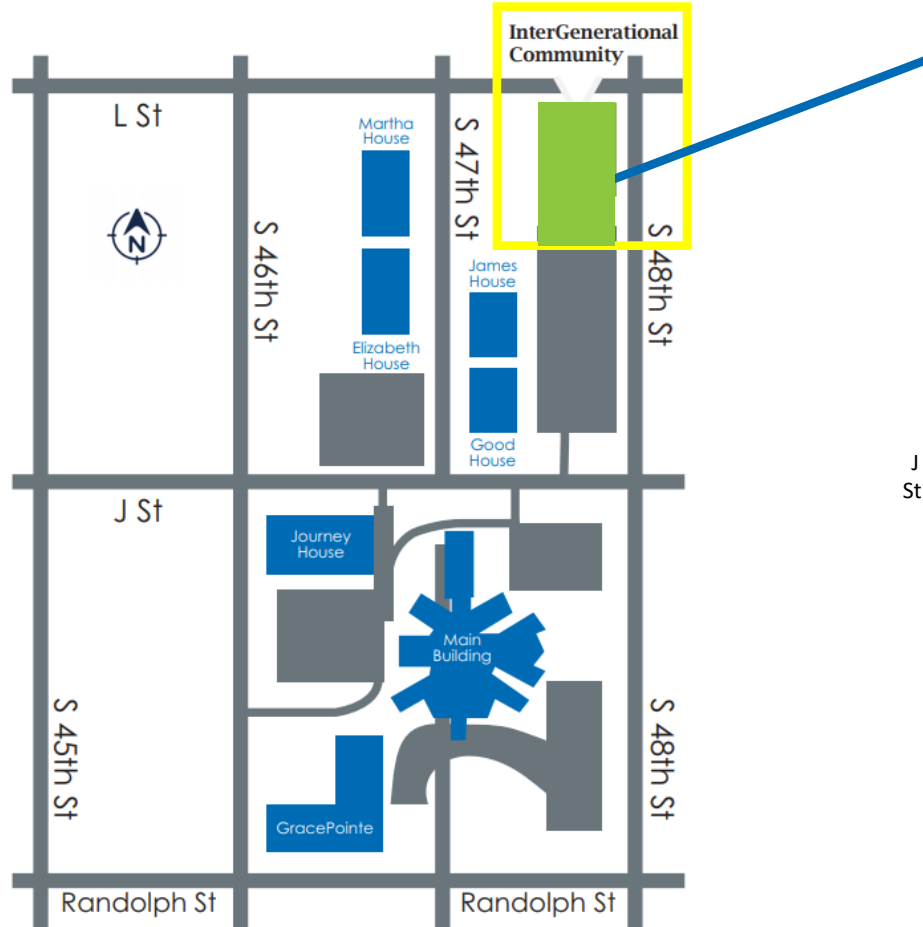 InterGenerational
Community
L St
Martha
House
S 47th St
N
S 46th St
S 48th St
James
House
Elizabeth
House
Good
House
J
St
J St
Journey
House
Main
Building
S 45th St
S 48th St
GracePointe
Randolph St
Randolph St